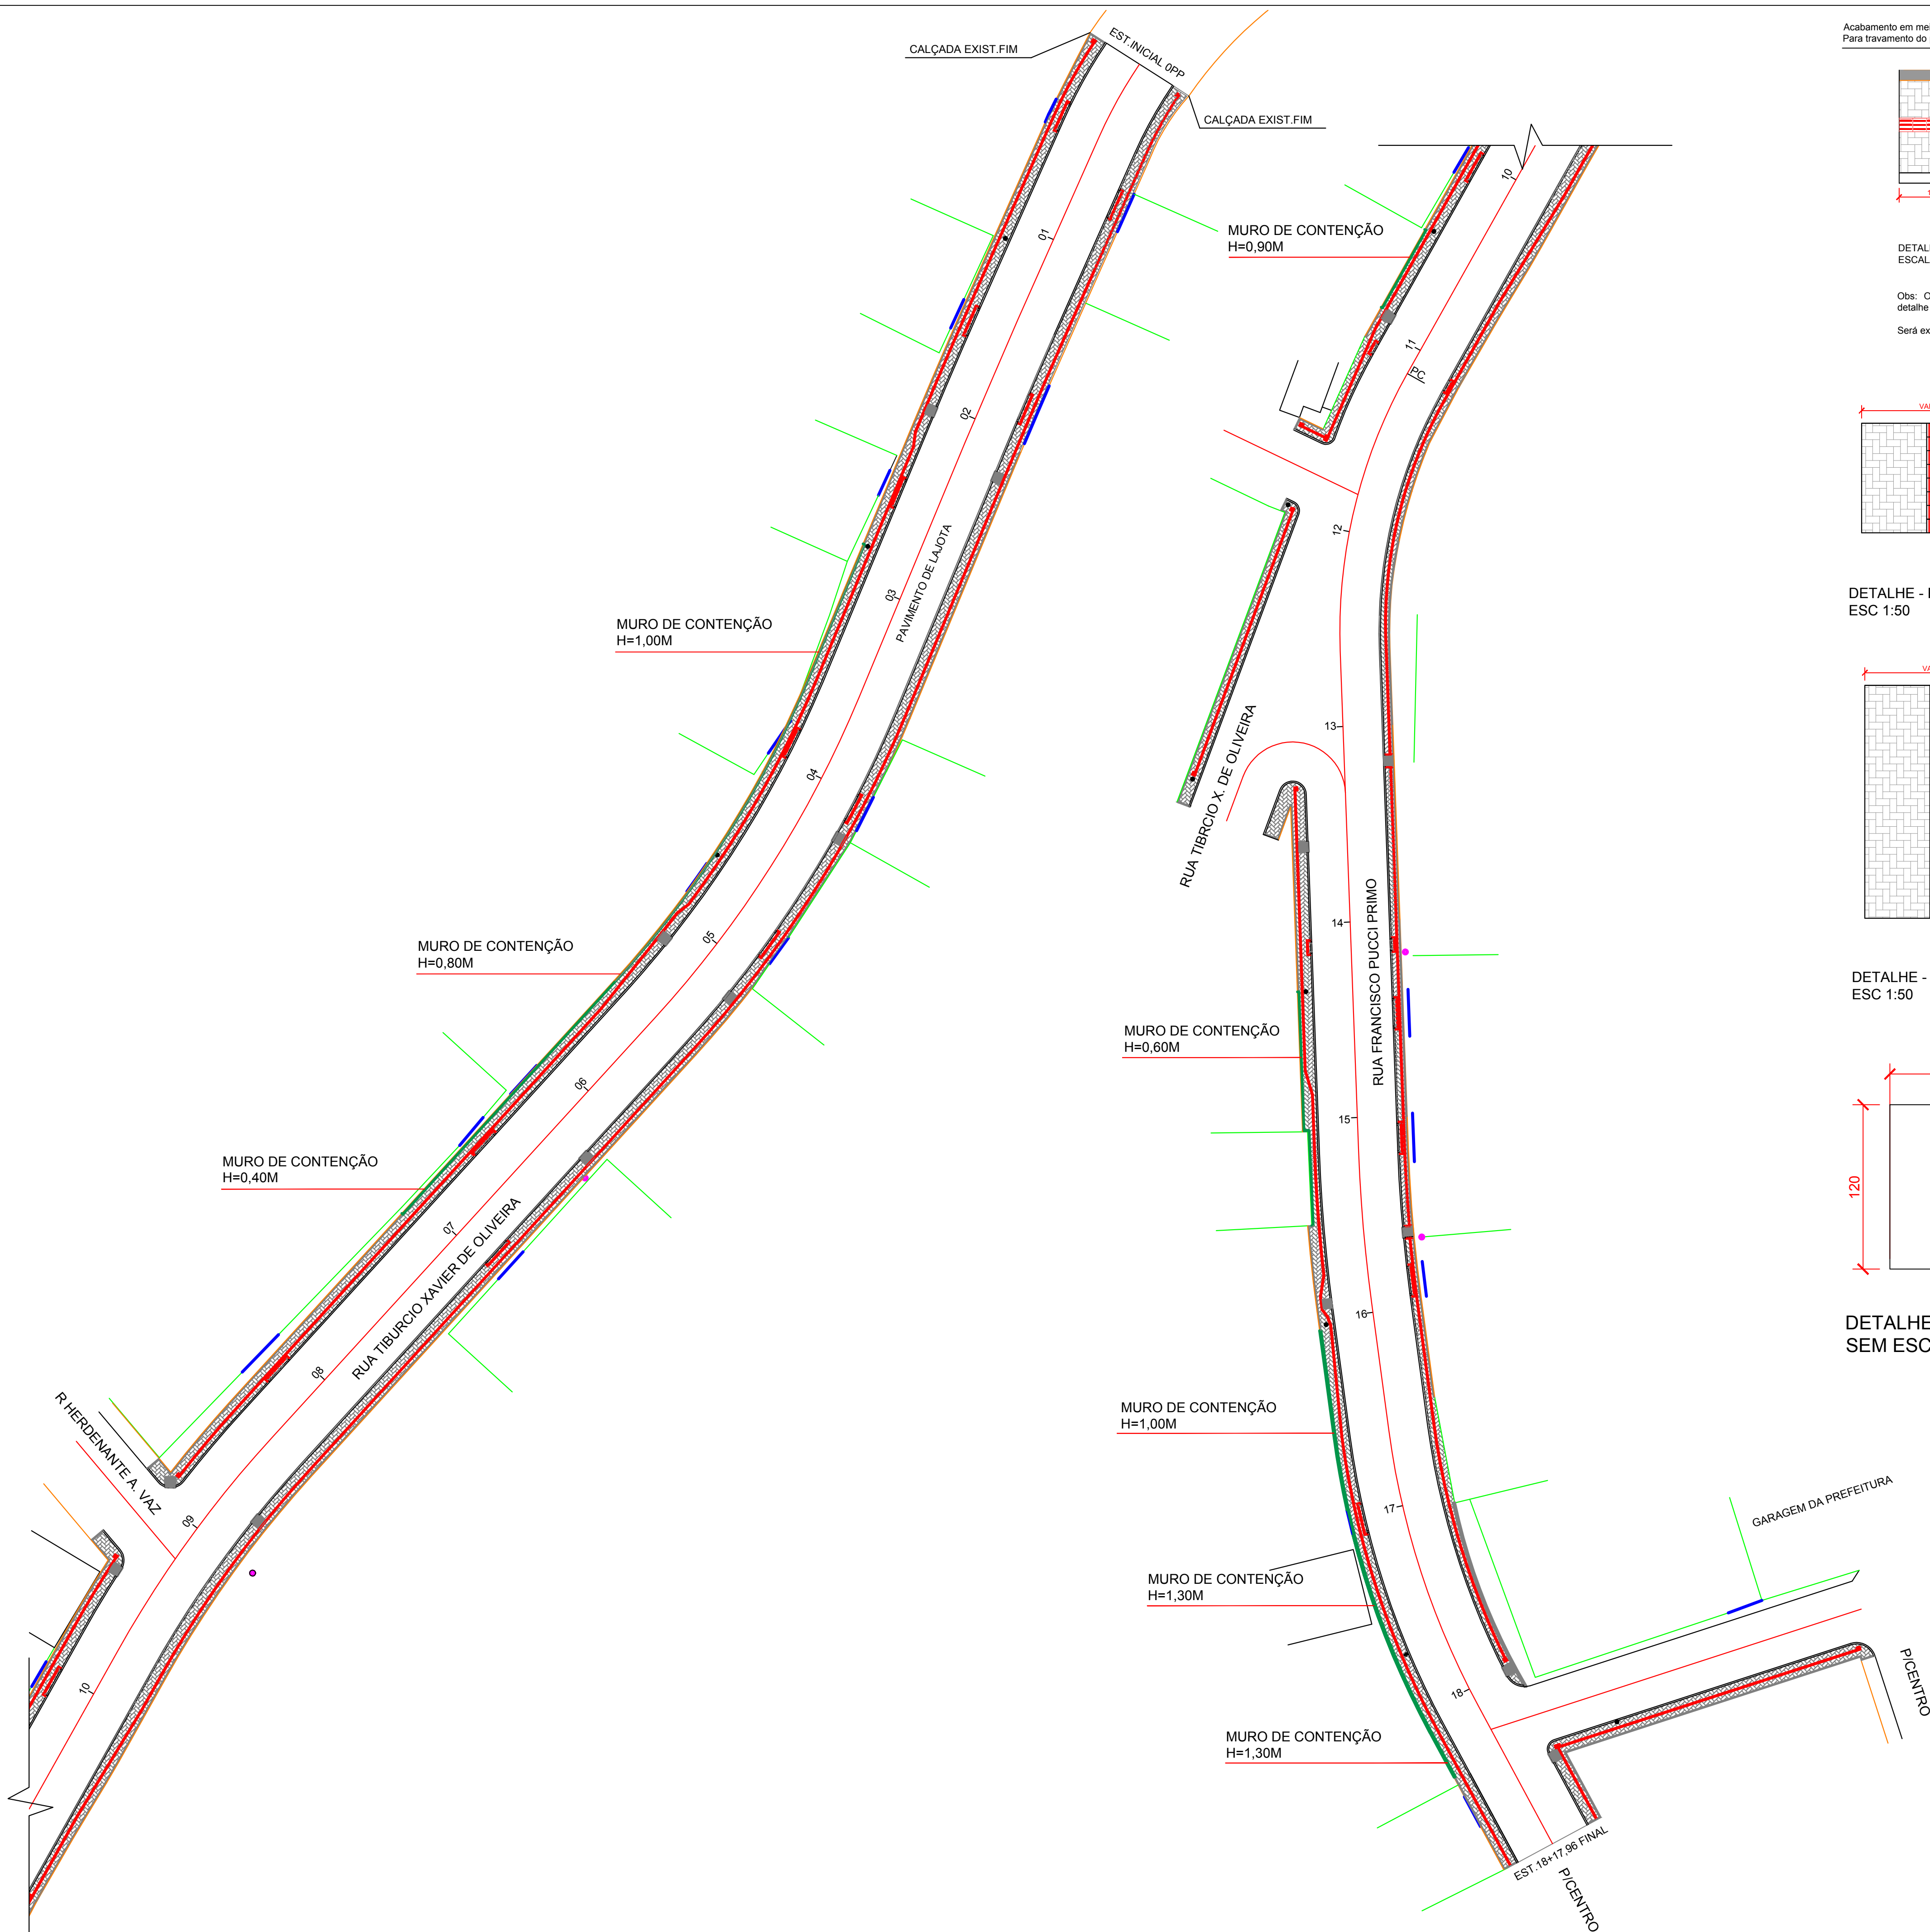 CALÇADA EXIST.FIM
EST.INICIAL 0PP
CALÇADA EXIST.FIM
01
02
03
PAVIMENTO DE LAJOTA
MURO DE CONTENÇÃO
H=1,00M
04
05
MURO DE CONTENÇÃO
H=0,80M
06
MURO DE CONTENÇÃO
H=0,40M
07
RUA TIBURCIO XAVIER DE OLIVEIRA
08
R HERDENANTE A. VAZ
09
10
10
MURO DE CONTENÇÃO
H=0,90M
11
PC
12
13
RUA TIBRCIO X. DE OLIVEIRA
14
RUA FRANCISCO PUCCI PRIMO
MURO DE CONTENÇÃO
H=0,60M
15
16
MURO DE CONTENÇÃO
H=1,00M
17
GARAGEM DA PREFEITURA
MURO DE CONTENÇÃO
H=1,30M
18
P/CENTRO
MURO DE CONTENÇÃO
H=1,30M
EST.18+17,96 FINAL
P/CENTRO
Acabamento em
Para travamento do
Obs:
detalhe
Será
DETALHE -
ESC 1:50
DETALHE -
ESC 1:50
120
DETALHE
SEM